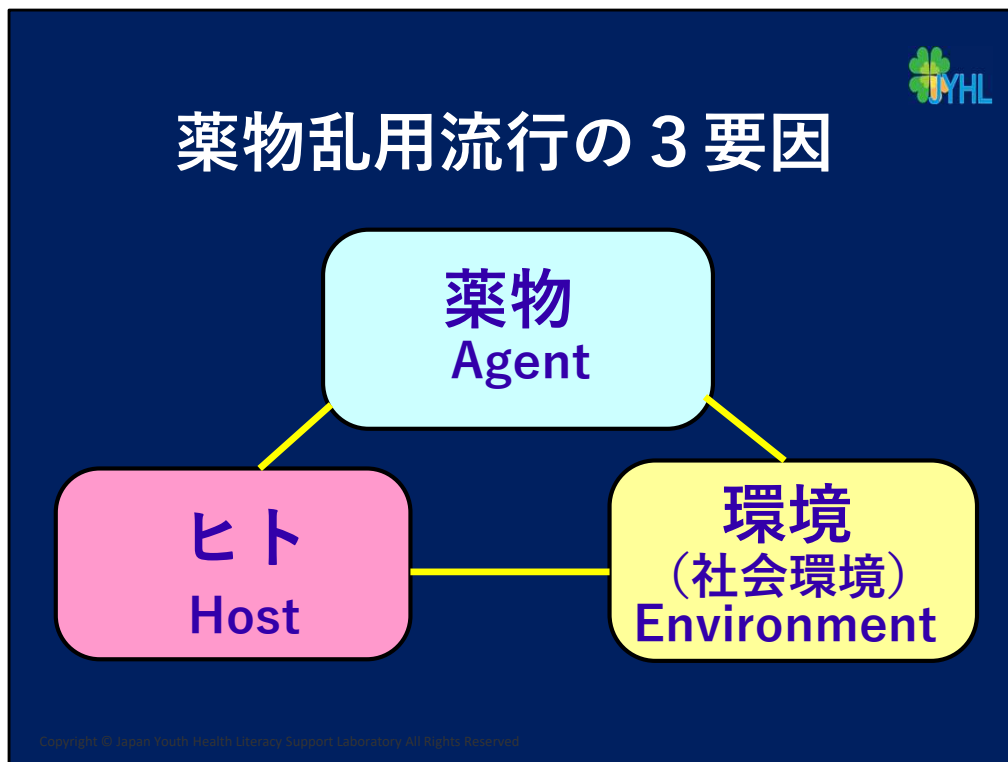 JYHL
薬物乱用流行の３要因
薬物
Agent
ヒト
Host
環境
（社会環境）
Environment
Copyright © Japan Youth Health Literacy Support Laboratory All Rights Reserved